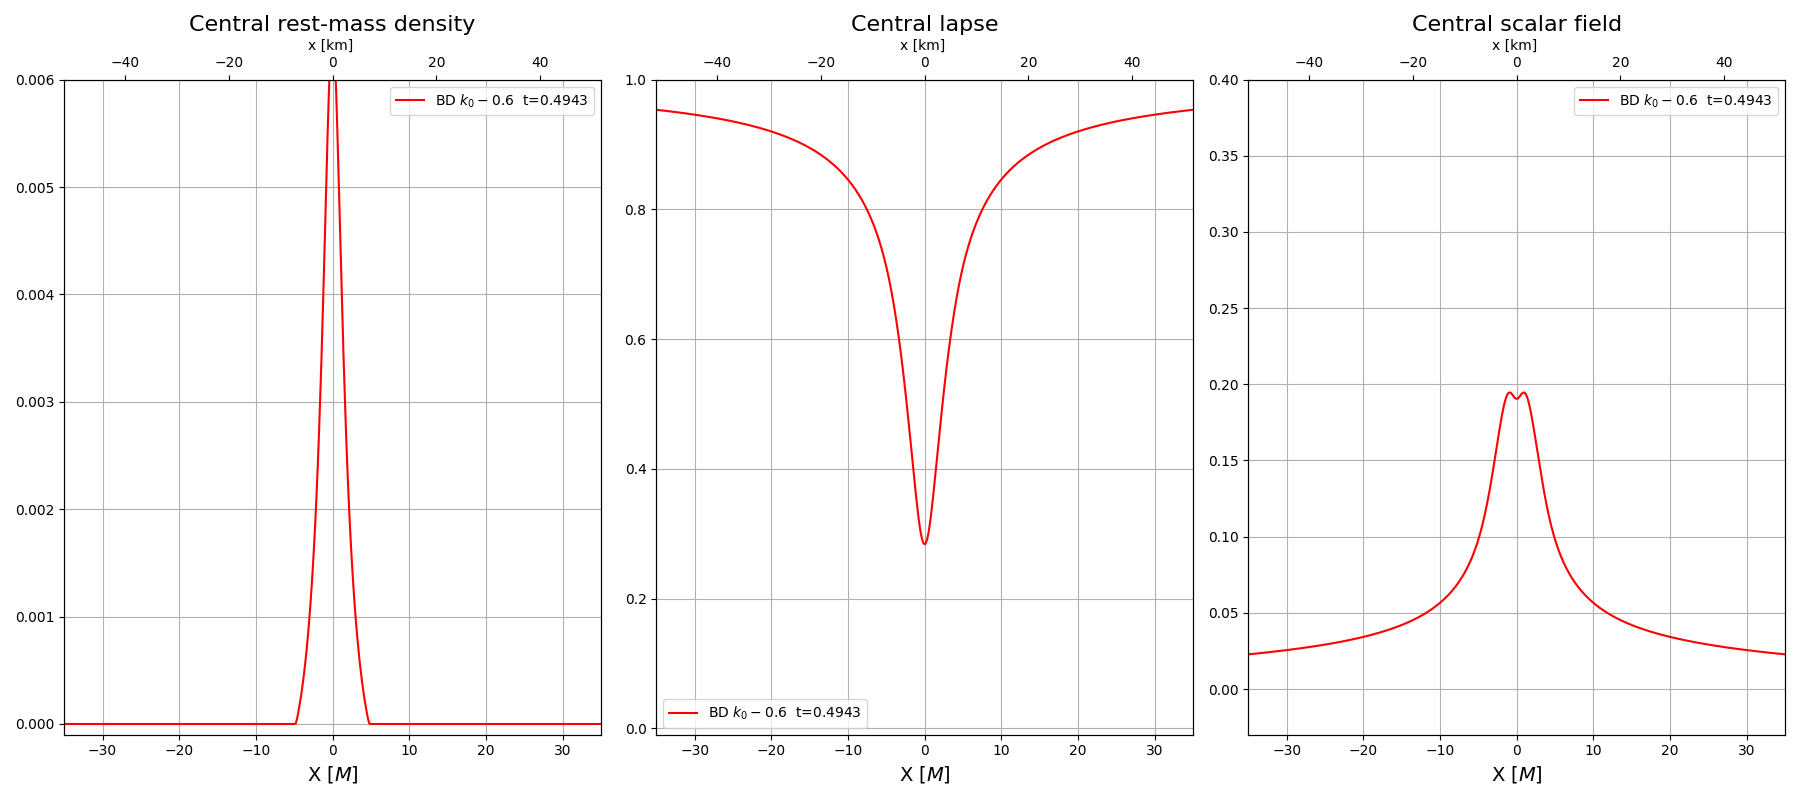 Central rest-mass density
x [km]
−40 −20 0 20 40
0.006
0.005
0.004
0.003
0.002
0.001
0.000
BD k₀ − 0.6 t=0.4943
−30 −20 −10 0 10 20 30
X [M]
Central lapse
x [km]
−40 −20 0 20 40
1.0
0.8
0.6
0.4
0.2
0.0
BD k₀ − 0.6 t=0.4943
−30 −20 −10 0 10 20 30
X [M]
Central scalar field
x [km]
−40 −20 0 20 40
0.40
0.35
0.30
0.25
0.20
0.15
0.10
0.05
0.00
BD k₀ − 0.6 t=0.4943
−30 −20 −10 0 10 20 30
X [M]